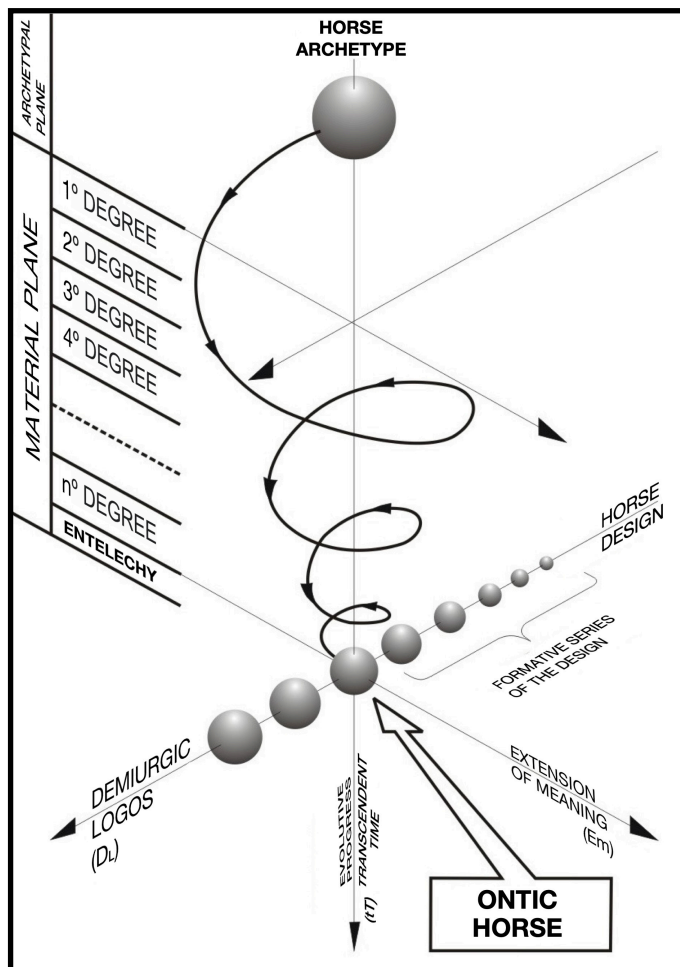 HORSE
ARCHETYPE
ARCHETYPAL
PLANE
MATERIAL PLANE
1º DEGREE
2º DEGREE
3º DEGREE
4º DEGREE
nº DEGREE
ENTELECHY
HORSE
DESIGN
FORMATIVE SERIES
OF THE DESIGN
DEMIURGIC
LOGOS
(DL)
EVOLUTIVE
PROGRESS
TRANSCENDENT
TIME
(tT)
EXTENSION
OF MEANING
(Em)
ONTIC
HORSE